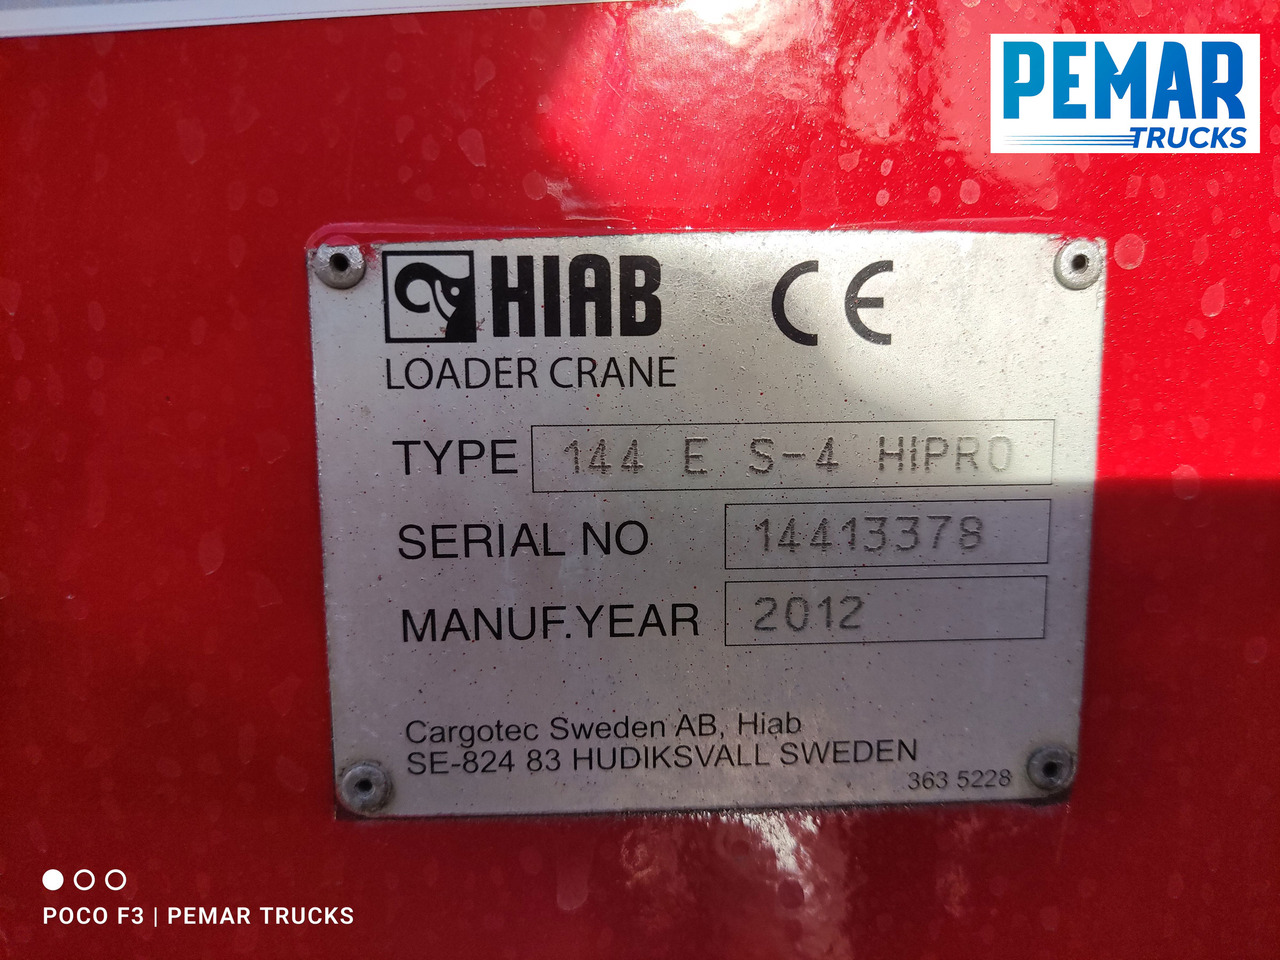 PEMAR
TRUCKS
HIAB CE
LOADER CRANE
TYPE 144 E S-4 HIPRO
SERIAL NO 14413378
MANUF.YEAR 2012
Cargotec Sweden AB, Hiab
SE-824 83 HUDIKSVALL SWEDEN
363 5228
POCO F3 | PEMAR TRUCKS